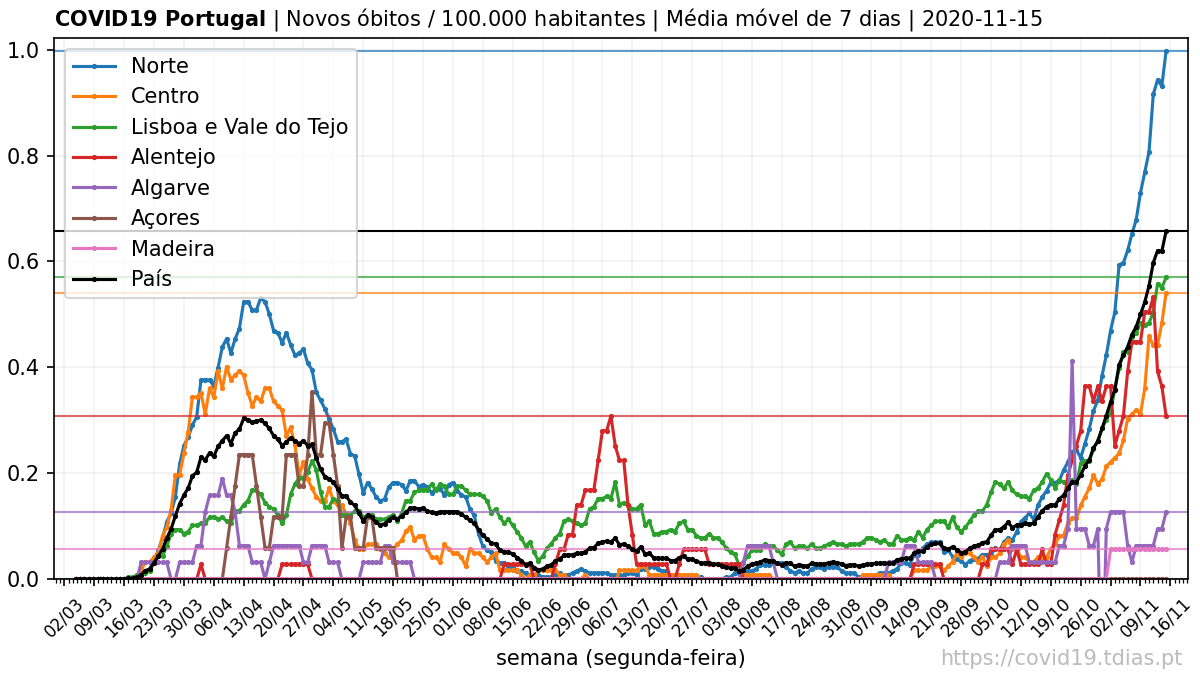 COVID19 Portugal | Novos óbitos / 100.000 habitantes | Média móvel de 7 dias | 2020-11-15
1.0
0.8
0.6
0.4
0.2
0.0
Norte
Centro
Lisboa e Vale do Tejo
Alentejo
Algarve
Açores
Madeira
País
02/03 09/03 16/03 23/03 30/03 06/04 13/04 20/04 27/04 04/05 11/05 18/05 25/05 01/06 08/06 15/06 22/06 29/06 06/07 13/07 20/07 27/07 03/08 10/08 17/08 24/08 31/08 07/09 14/09 21/09 28/09 05/10 12/10 19/10 26/10 02/11 09/11 16/11
semana (segunda-feira)
https://covid19.tdias.pt